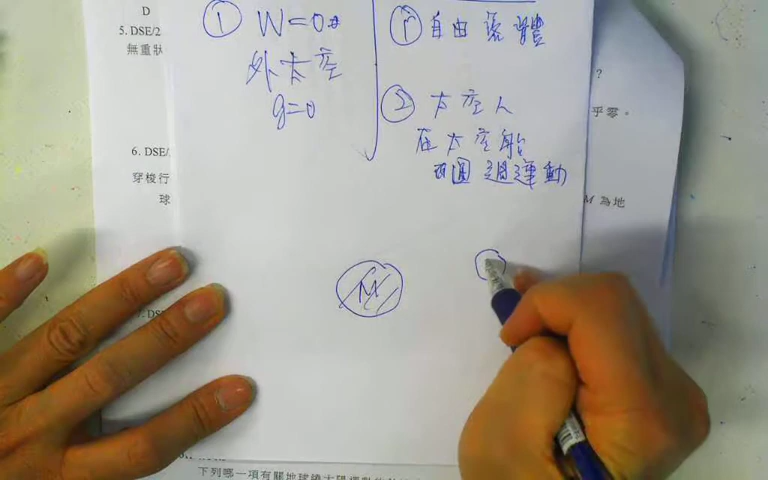 D
5. DSE/2
無重狀
6. DSE/
穿梭行
球
① W=0
外太空
g=0
自由落體
② 太空人
在太空船
圓週運動
M
?
乎零。
M 為地
下列哪一項有關地球繞太陽